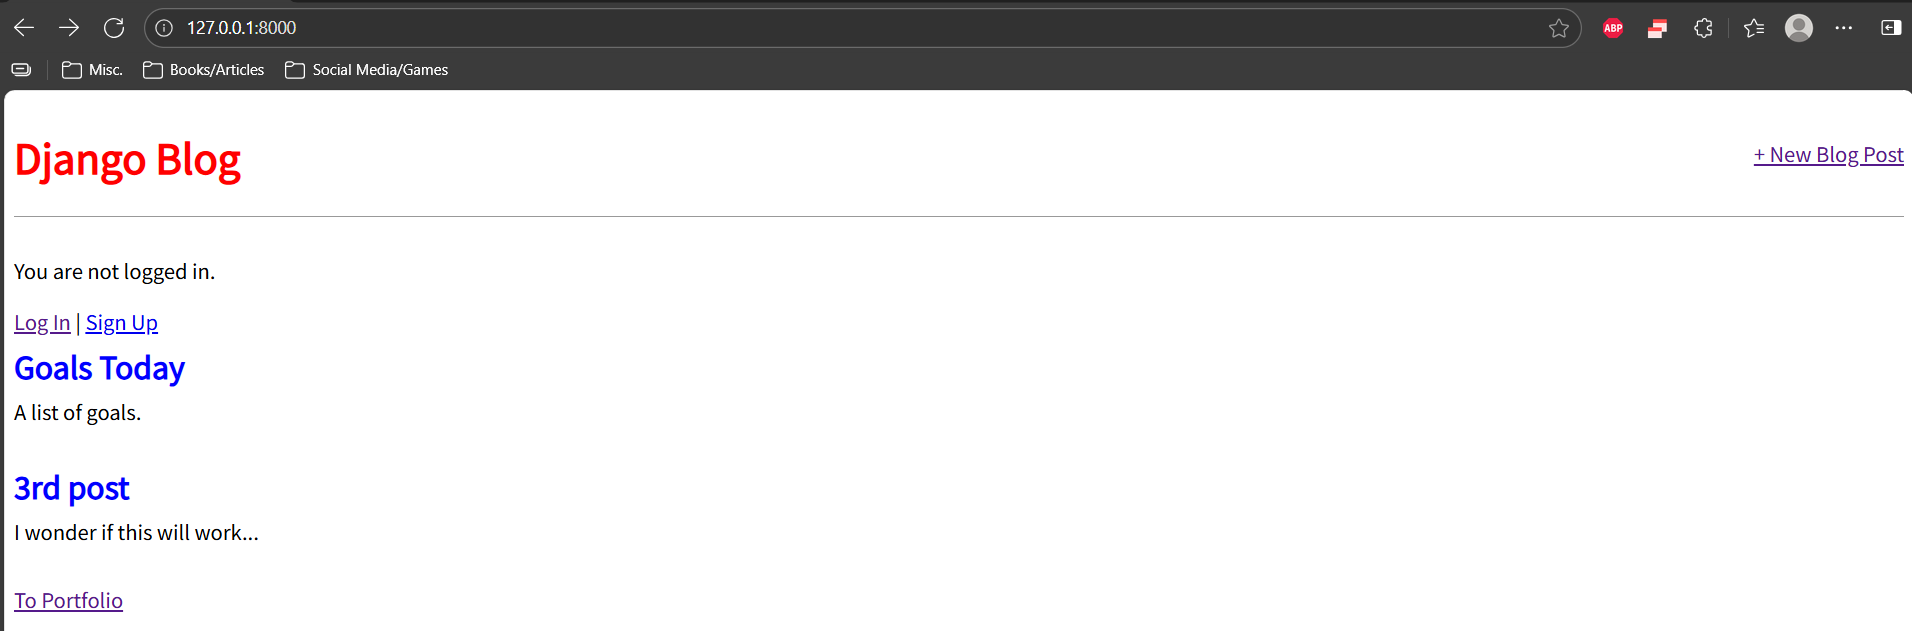 127.0.0.1:8000
ABP
Misc. Books/Articles Social Media/Games
Django Blog
+ New Blog Post
You are not logged in.
Log In | Sign Up
Goals Today
A list of goals.
3rd post
I wonder if this will work...
To Portfolio